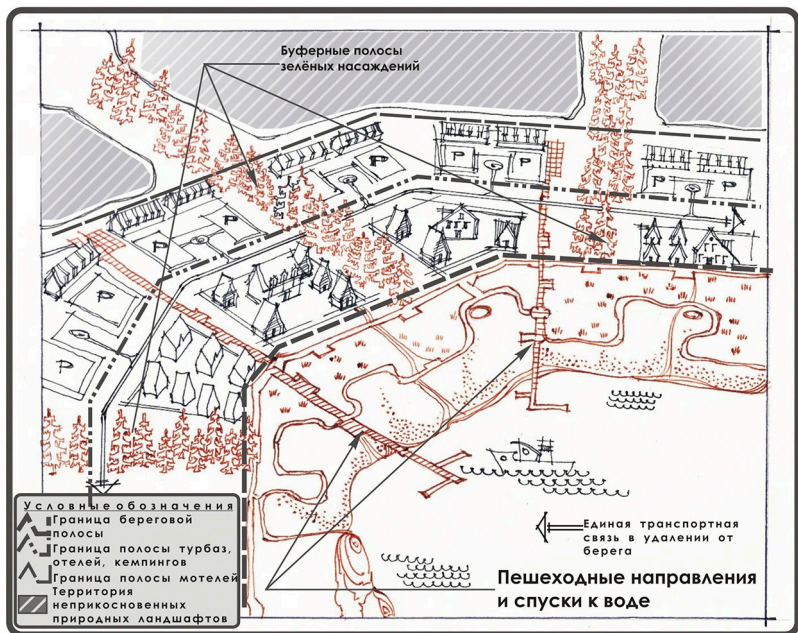 Буферные полосы
зелёных насаждений
P
P
P
P
P
P
P
P
Условные обозначения
Граница береговой
полосы
Граница полосы турбаз,
отелей, кемпингов
Граница полосы мотелей
Территория
неприкосновенных
природных ландшафтов
Единая транспортная
связь в удалении от
берега
Пешеходные направления
и спуски к воде